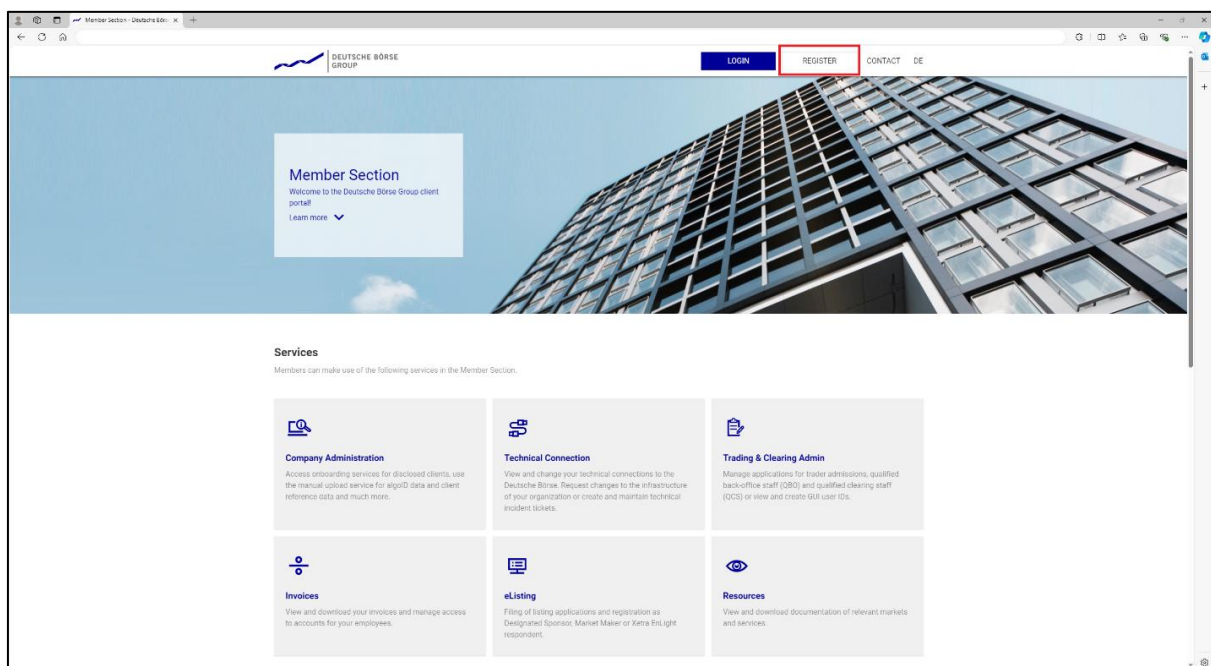 Member Section - Deutsche Börs
DEUTSCHE BÖRSE
GROUP
LOGIN
REGISTER
CONTACT
DE
Member Section
Welcome to the Deutsche Börse Group client
portal!
Learn more
Services
Members can make use of the following services in the Member Section.
Company Administration
Access onboarding services for disclosed clients, use
the manual upload service for algoID data and client
reference data and much more.
Technical Connection
View and change your technical connections to the
Deutsche Börse. Request changes to the infrastructure
of your organization or create and maintain technical
incident tickets.
Trading & Clearing Admin
Manage applications for trader admissions, qualified
back-office staff (QBO) and qualified clearing staff
(QCS) or view and create GUI user IDs.
Invoices
View and download your invoices and manage access
to accounts for your employees.
eListing
Filing of listing applications and registration as
Designated Sponsor, Market Maker or Xetra EnLight
respondent.
Resources
View and download documentation of relevant markets
and services.